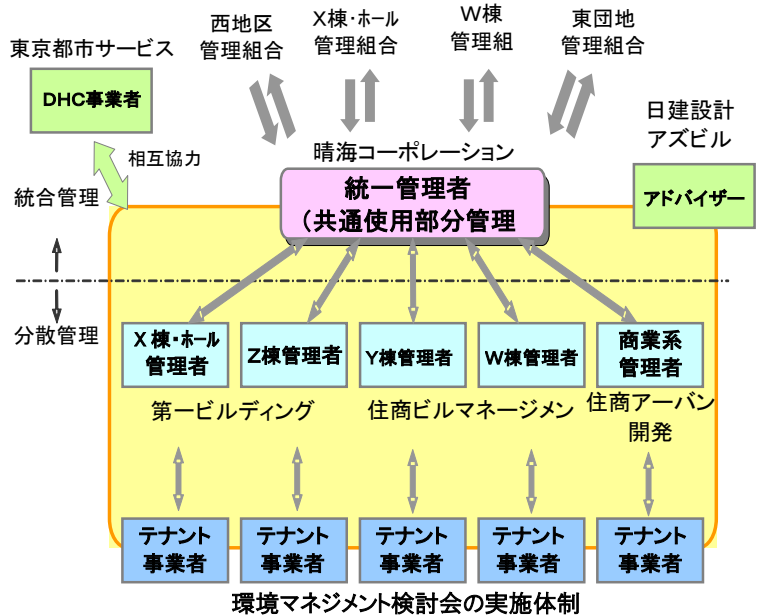 西地区
管理組合
X棟・ホール
管理組合
W棟
管理組
東団地
管理組合
東京都市サービス
DHC事業者
相互協力
晴海コーポレーション
統一管理者
（共通使用部分管理
日建設計
アズビル
アドバイザー
統合管理
分散管理
X棟・ホール
管理者
Z棟管理者
Y棟管理者
W棟管理者
商業系
管理者
第一ビルディング
住商ビルマネージメン
住商アーバン
開発
テナント
事業者
テナント
事業者
テナント
事業者
テナント
事業者
テナント
事業者
環境マネジメント検討会の実施体制